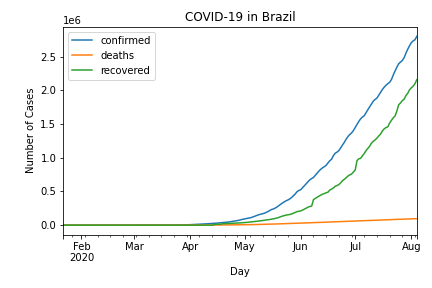 COVID-19 in Brazil
1e6
confirmed
deaths
recovered
Number of Cases
2.5
2.0
1.5
1.0
0.5
0.0
Feb Mar Apr May Jun Jul Aug
2020
Day